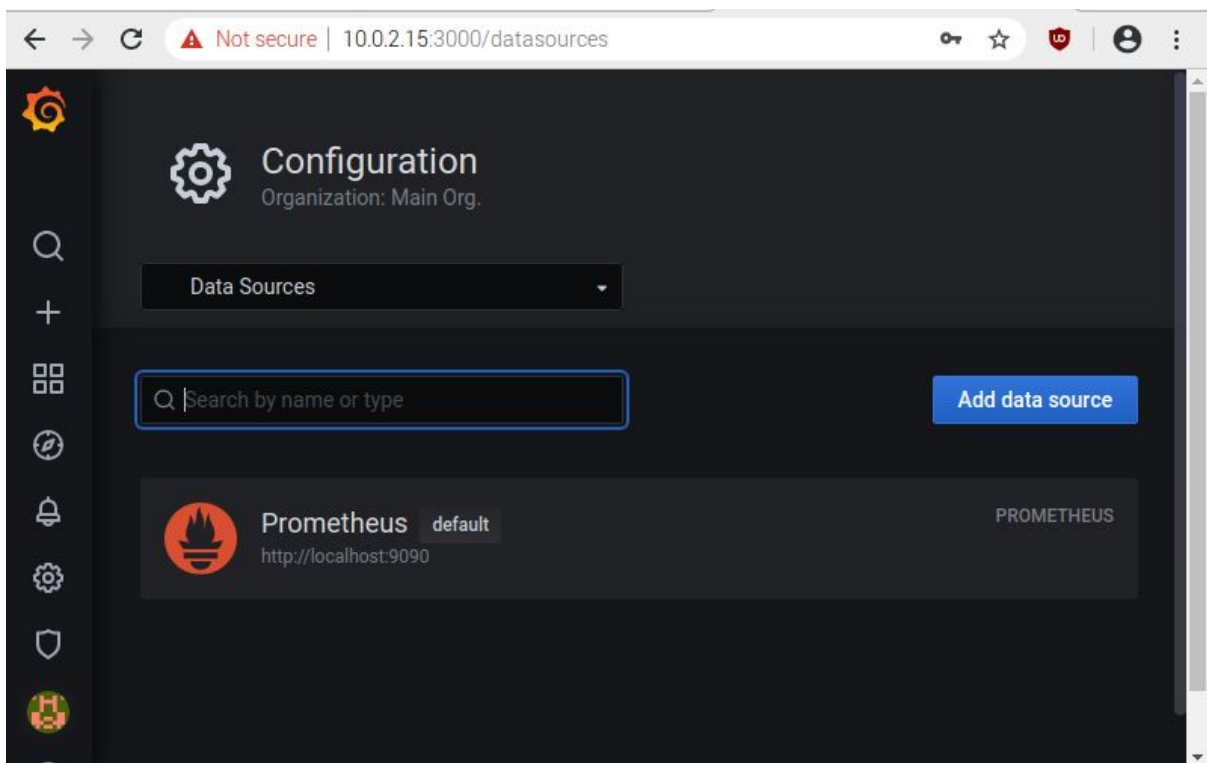 Not secure | 10.0.2.15:3000/datasources
Configuration
Organization: Main Org.
Data Sources
Search by name or type
Add data source
Prometheus default
PROMETHEUS
http://localhost:9090